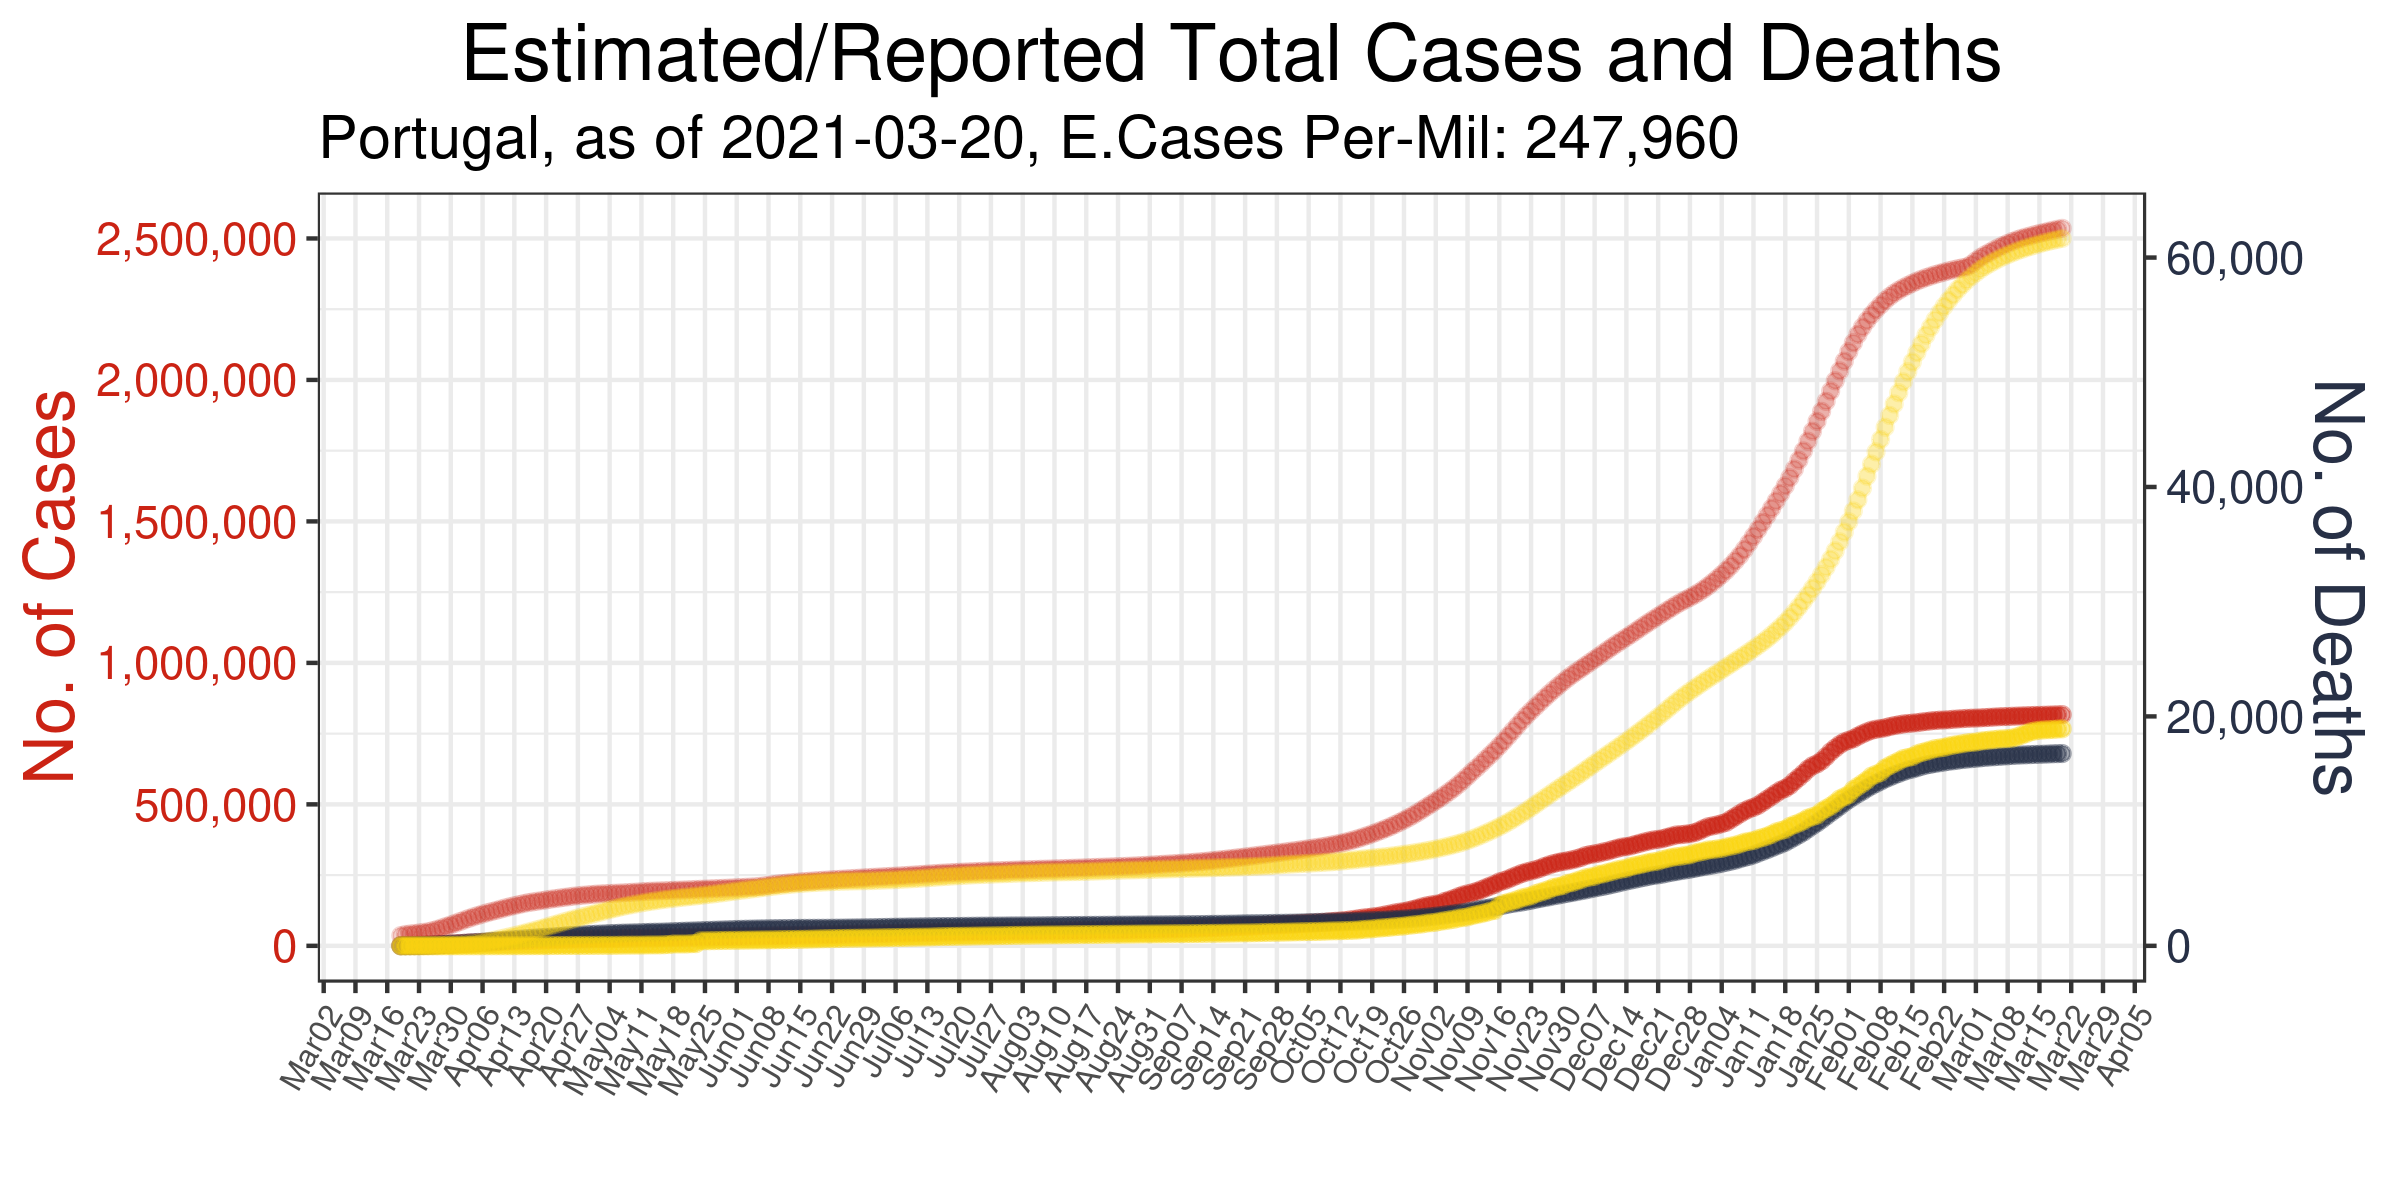 Estimated/Reported Total Cases and Deaths
Portugal, as of 2021-03-20, E.Cases Per-Mil: 247,960
No. of Cases
2,500,000
2,000,000
1,500,000
1,000,000
500,000
0
60,000
40,000
20,000
0
No. of Deaths
Mar02
Mar09
Mar16
Mar23
Mar30
Apr06
Apr13
Apr20
Apr27
May04
May11
May18
May25
Jun01
Jun08
Jun15
Jun22
Jun29
Jul06
Jul13
Jul20
Jul27
Aug03
Aug10
Aug17
Aug24
Aug31
Sep07
Sep14
Sep21
Sep28
Oct05
Oct12
Oct19
Oct26
Nov02
Nov09
Nov16
Nov23
Nov30
Dec07
Dec14
Dec21
Dec28
Jan04
Jan11
Jan18
Jan25
Feb01
Feb08
Feb15
Feb22
Mar01
Mar08
Mar15
Mar22
Mar29
Apr05